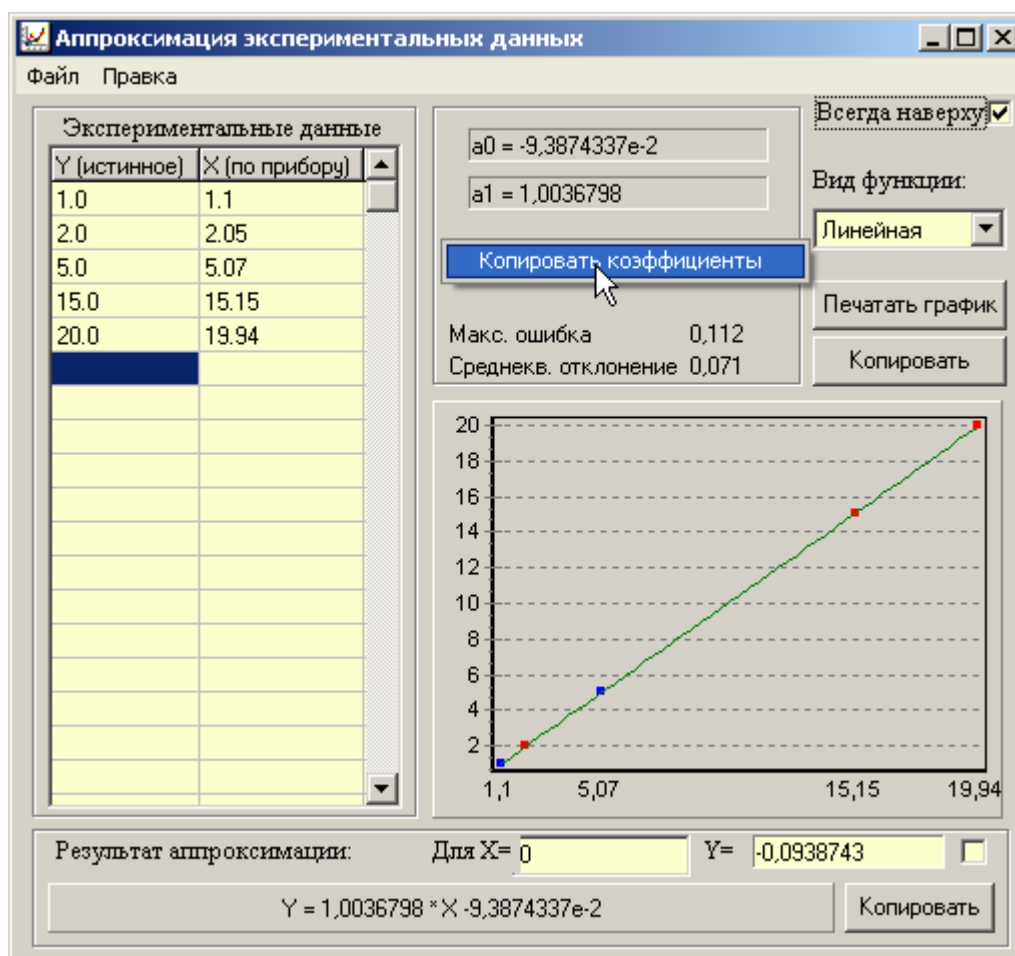 Аппроксимация экспериментальных данных
Файл Правка
Экспериментальные данные
Y (истинное) X (по прибору)
1.0 1.1
2.0 2.05
5.0 5.07
15.0 15.15
20.0 19.94
a0 = -9,3874337e-2
a1 = 1,0036798
Копировать коэффициенты
Макс. ошибка 0,112
Среднекв. отклонение 0,071
Всегда наверху
Вид функции:
Линейная
Печатать график
Копировать
20
18
16
14
12
10
8
6
4
2
1,1 5,07 15,15 19,94
Результат аппроксимации: Для X= 0 Y= -0,0938743
Y = 1,0036798 * X -9,3874337e-2
Копировать